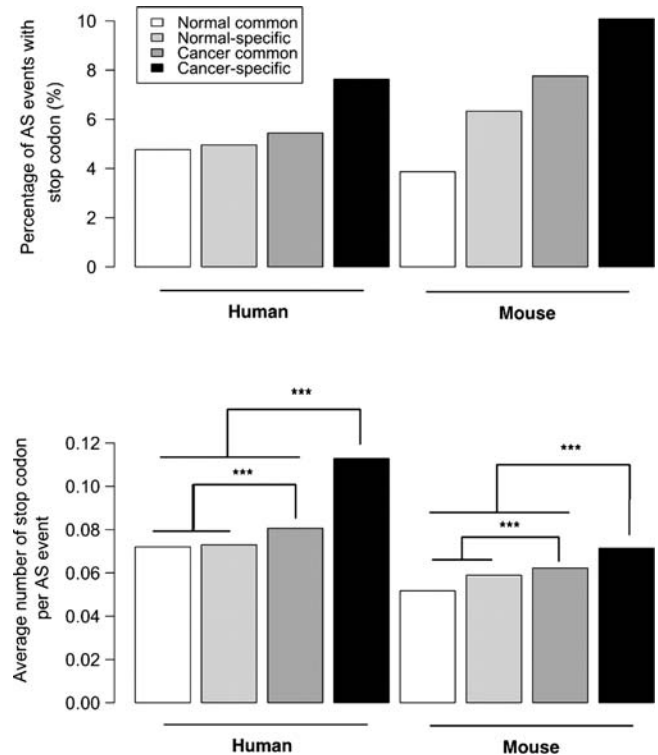 Normal common
Normal-specific
Cancer common
Cancer-specific
Percentage of AS events with
stop codon (%)
10
8
6
4
2
0
Human
Mouse
***
***
***
***
Average number of stop codon
per AS event
0.12
0.10
0.08
0.06
0.04
0.02
0.00
Human
Mouse